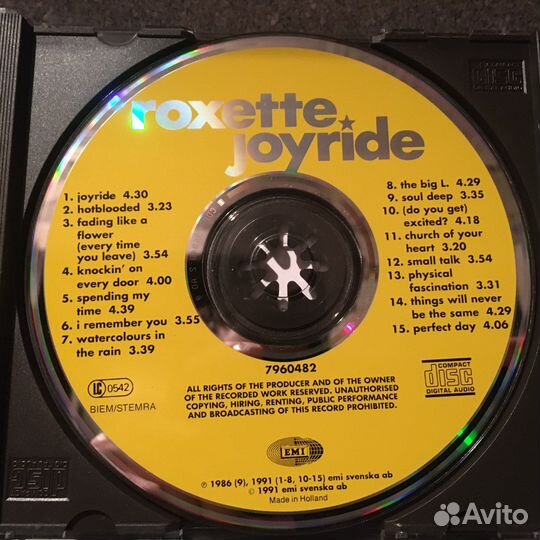 roxette
joyride
1. joyride 4.30
2. hotblooded 3.23
3. fading like a
flower
(every time
you leave) 3.54
4. knockin' on
every door 4.00
5. spending my
time 4.39
6. i remember you 3.55
7. watercolours in
the rain 3.39
8. the big L. 4.29
9. soul deep 3.35
10. (do you get)
excited? 4.18
11. church of your
heart 3.20
12. small talk 3.54
13. physical
fascination 3.31
14. things will never
be the same 4.29
15. perfect day 4.06
LC 0542
BIEM/STEMRA
7960482
ALL RIGHTS OF THE PRODUCER AND OF THE OWNER
OF THE RECORDED WORK RESERVED. UNAUTHORISED
COPYING, HIRING, RENTING, PUBLIC PERFORMANCE
AND BROADCASTING OF THIS RECORD PROHIBITED.
COMPACT
disc
DIGITAL AUDIO
EMI
℗ 1986 (9), 1991 (1-8, 10-15) emi svenska ab
© 1991 emi svenska ab
Made in Holland
Avito